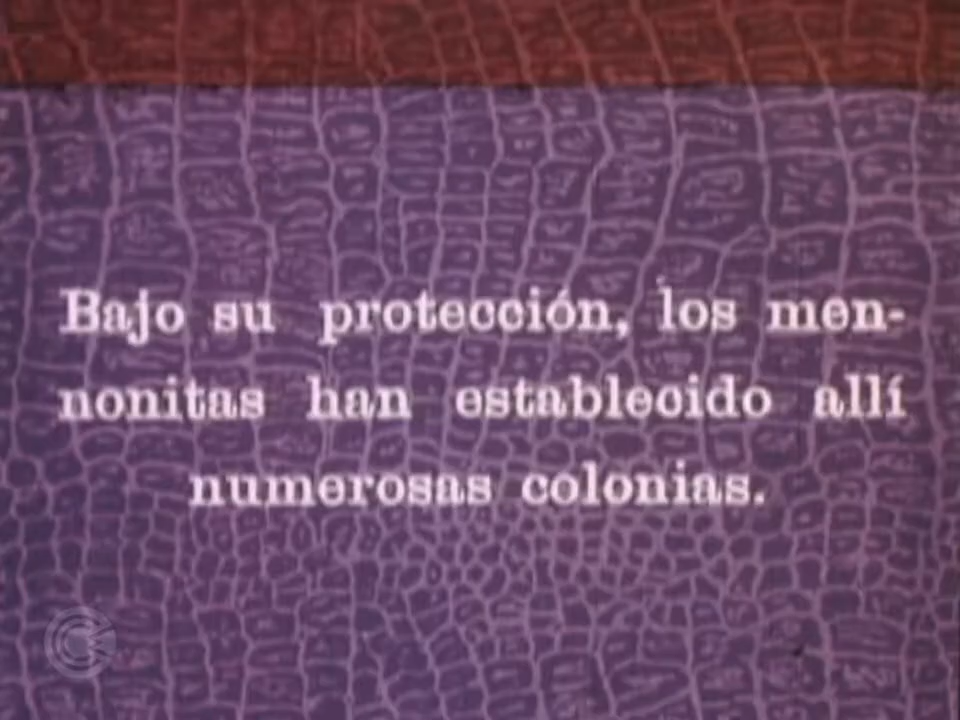 Bajo su protección, los men-
nonitas han establecido allí
numerosas colonias.